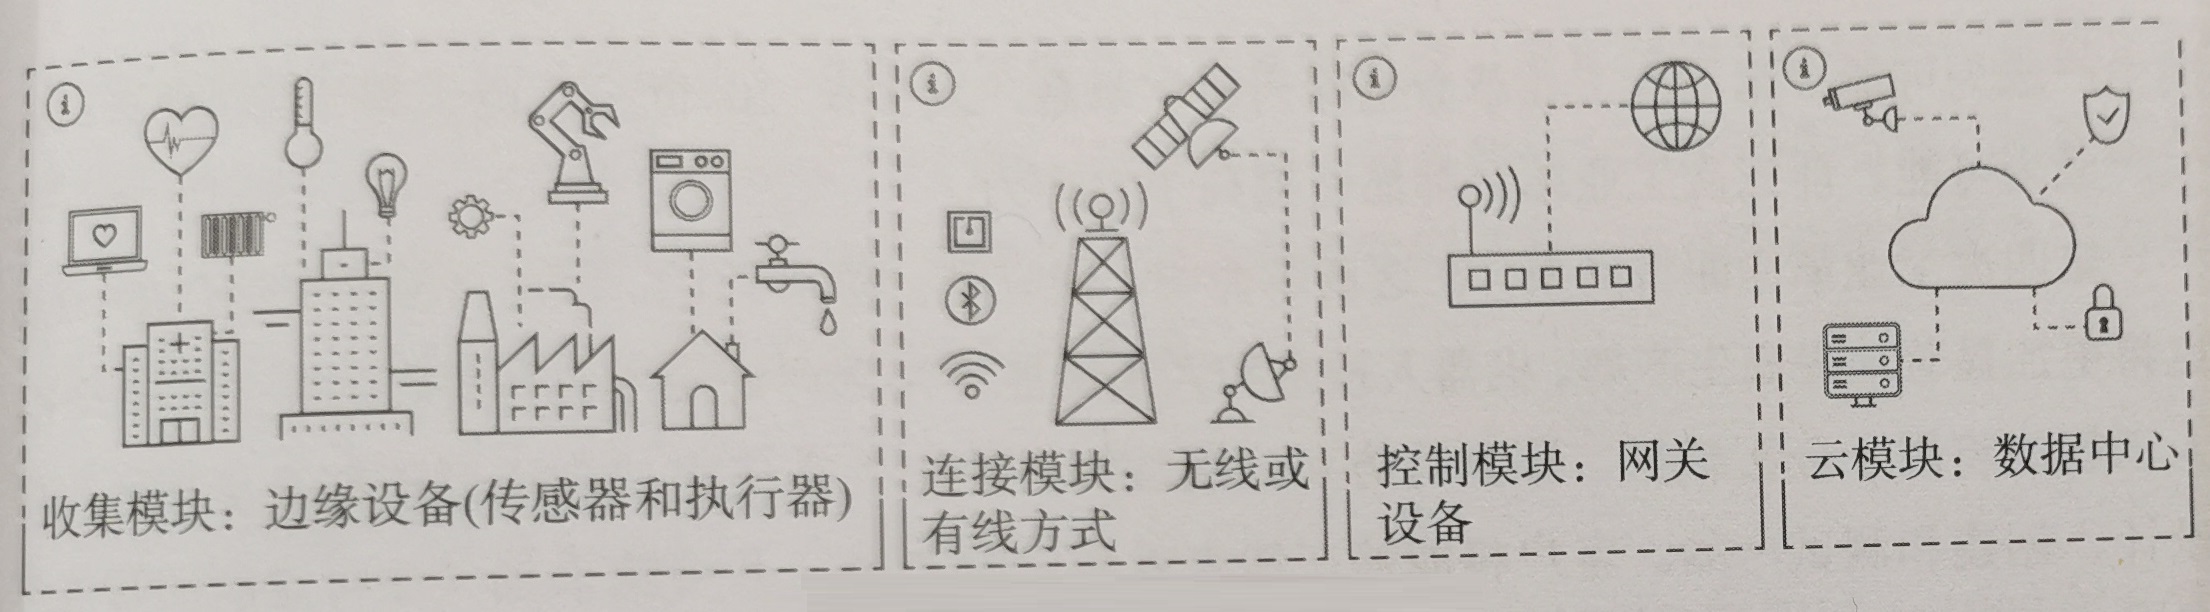 收集模块：边缘设备(传感器和执行器)
连接模块：无线或
有线方式
控制模块：网关
设备
云模块：数据中心